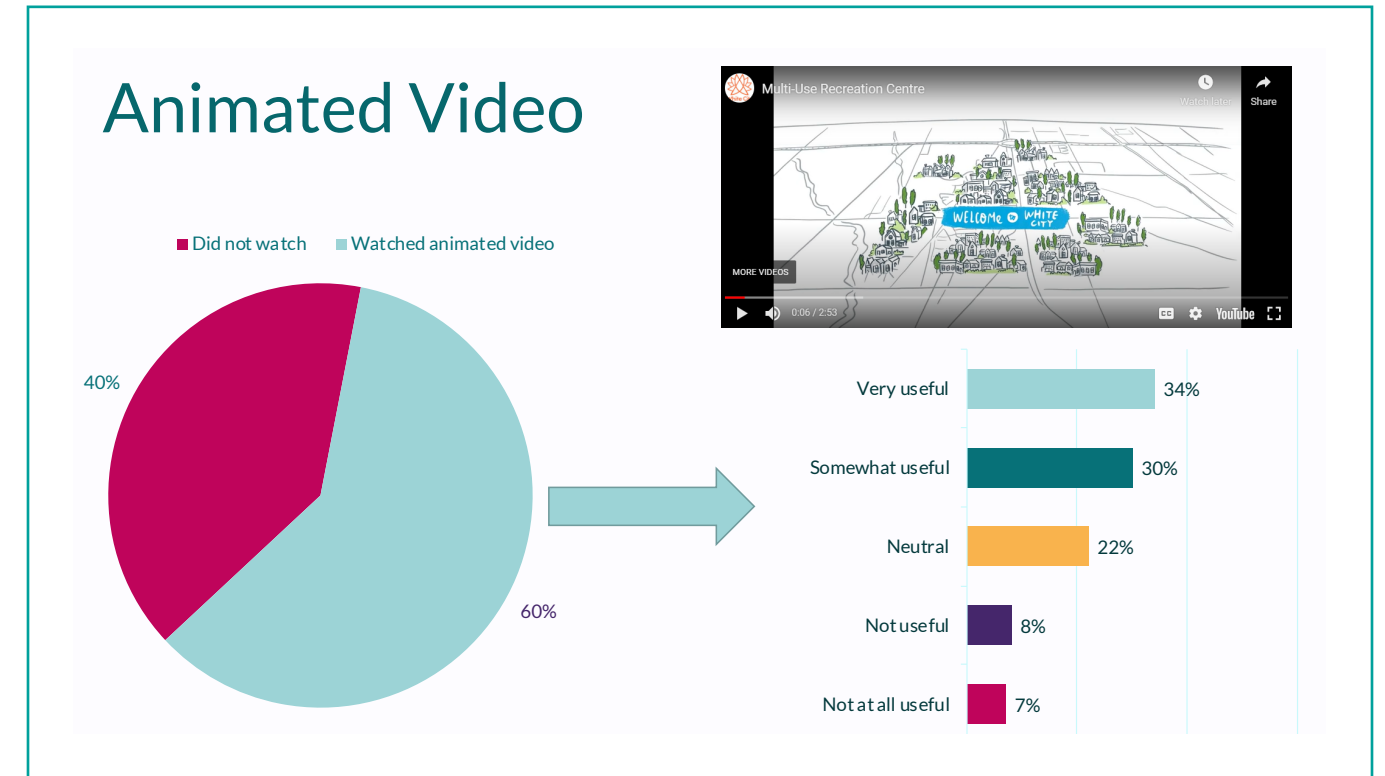 Animated Video
Did not watch
Watched animated video
40%
60%
Multi-Use Recreation Centre
Watch later
Share
WELCOME TO WHITE CITY
MORE VIDEOS
0:06 / 2:53
CC
YouTube
Very useful 34%
Somewhat useful 30%
Neutral 22%
Not useful 8%
Not at all useful 7%